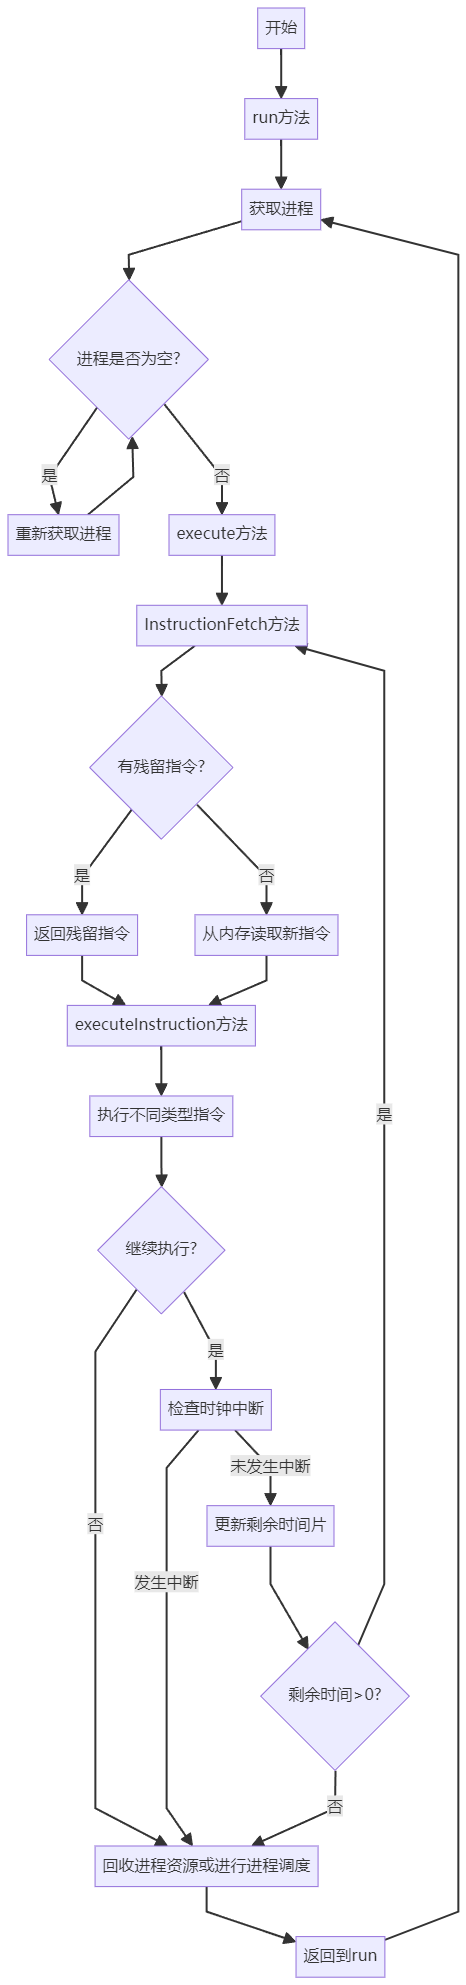 开始
run方法
获取进程
进程是否为空?
是
否
重新获取进程
execute方法
InstructionFetch方法
有残留指令?
是
否
返回残留指令
从内存读取新指令
executeInstruction方法
执行不同类型指令
是
继续执行?
是
检查时钟中断
未发生中断
否
更新剩余时间片
发生中断
剩余时间>0?
否
回收进程资源或进行进程调度
返回到run